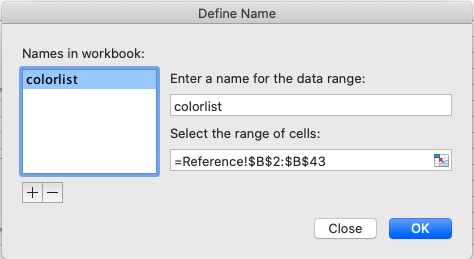 Define Name
Names in workbook:
colorlist
Enter a name for the data range:
colorlist
Select the range of cells:
=Reference!$B$2:$B$43
+ −
Close OK